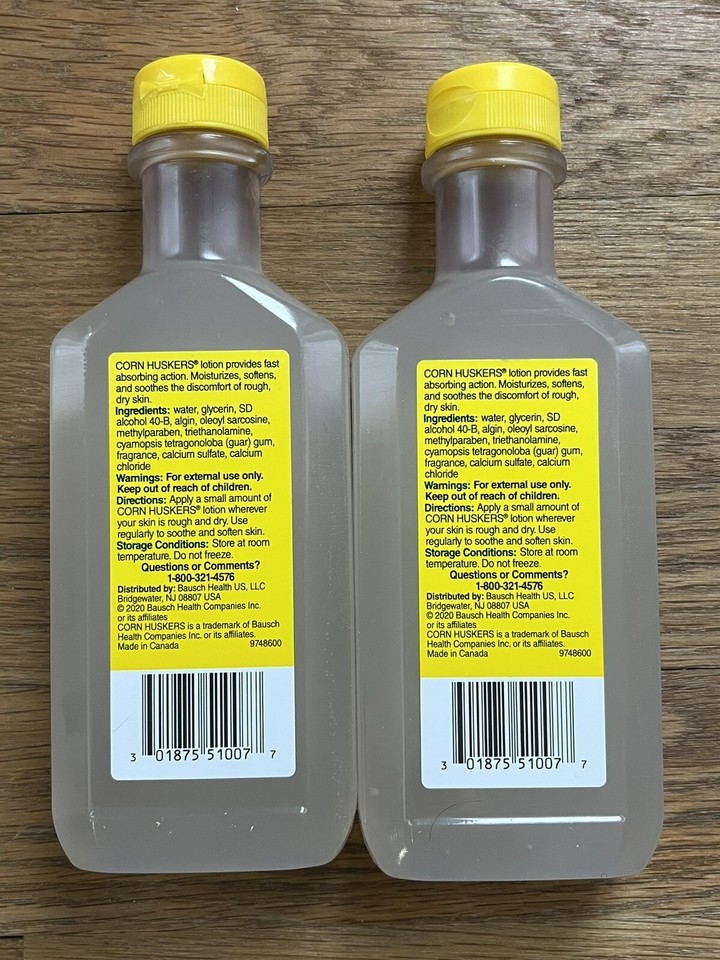 CORN HUSKERS® lotion provides fast
absorbing action. Moisturizes, softens,
and soothes the discomfort of rough,
dry skin.
Ingredients: water, glycerin, SD
alcohol 40-B, algin, oleoyl sarcosine,
methylparaben, triethanolamine,
cyamopsis tetragonoloba (guar) gum,
fragrance, calcium sulfate, calcium
chloride
Warnings: For external use only.
Keep out of reach of children.
Directions: Apply a small amount of
CORN HUSKERS® lotion wherever
your skin is rough and dry. Use
regularly to soothe and soften skin.
Storage Conditions: Store at room
temperature. Do not freeze.
Questions or Comments?
1-800-321-4576
Distributed by: Bausch Health US, LLC
Bridgewater, NJ 08807 USA
© 2020 Bausch Health Companies Inc.
or its affiliates
CORN HUSKERS is a trademark of Bausch
Health Companies Inc. or its affiliates.
Made in Canada 9748600
3 01875 51007 7
CORN HUSKERS® lotion provides fast
absorbing action. Moisturizes, softens,
and soothes the discomfort of rough,
dry skin.
Ingredients: water, glycerin, SD
alcohol 40-B, algin, oleoyl sarcosine,
methylparaben, triethanolamine,
cyamopsis tetragonoloba (guar) gum,
fragrance, calcium sulfate, calcium
chloride
Warnings: For external use only.
Keep out of reach of children.
Directions: Apply a small amount of
CORN HUSKERS® lotion wherever
your skin is rough and dry. Use
regularly to soothe and soften skin.
Storage Conditions: Store at room
temperature. Do not freeze.
Questions or Comments?
1-800-321-4576
Distributed by: Bausch Health US, LLC
Bridgewater, NJ 08807 USA
© 2020 Bausch Health Companies Inc.
or its affiliates
CORN HUSKERS is a trademark of Bausch
Health Companies Inc. or its affiliates.
Made in Canada 9748600
3 01875 51007 7